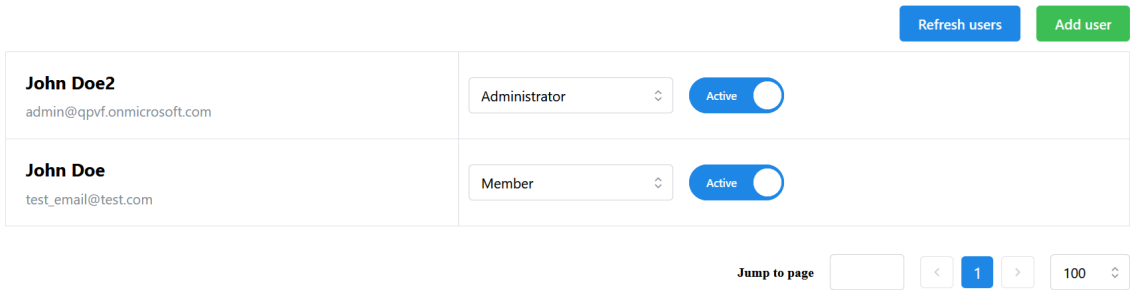 Refresh users
Add user
John Doe2
admin@qpvf.onmicrosoft.com
Administrator
Active
John Doe
test_email@test.com
Member
Active
Jump to page
1
100